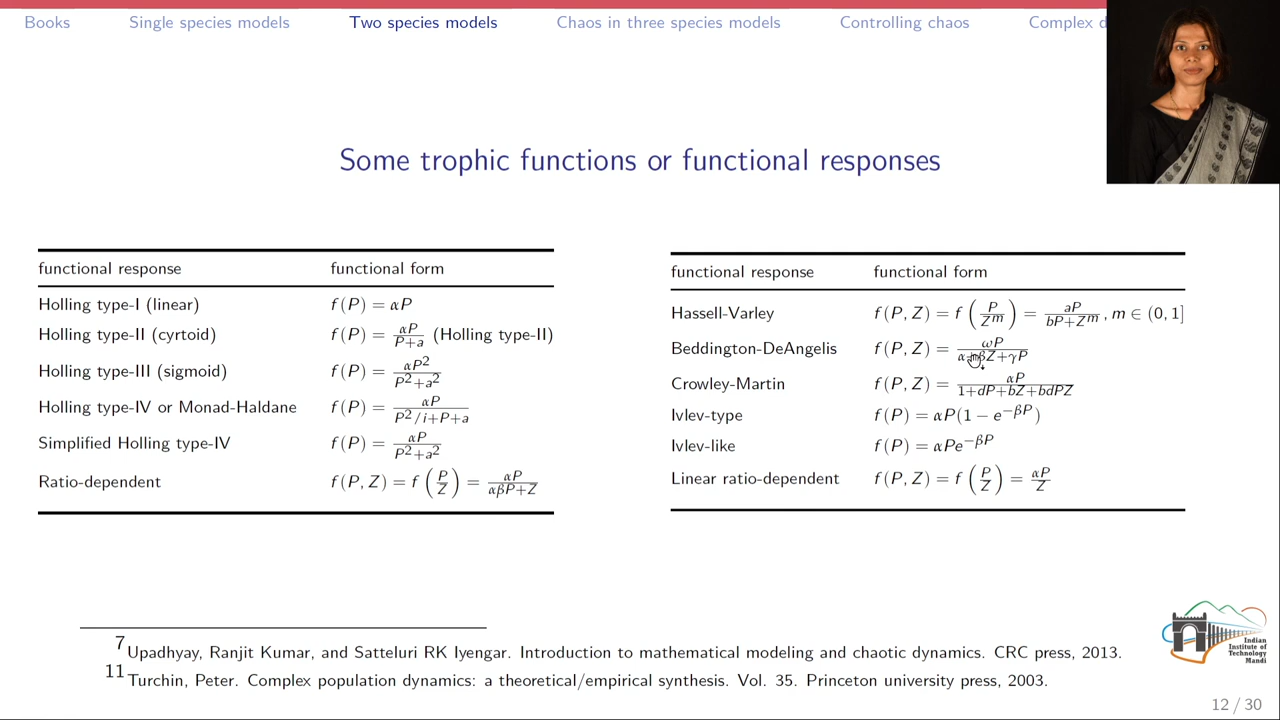 Books Single species models Two species models Chaos in three species models Controlling chaos Complex d
Some trophic functions or functional responses
functional response functional form
Holling type-I (linear) f(P) = αP
Holling type-II (cyrtoid) f(P) = αP/(P+a) (Holling type-II)
Holling type-III (sigmoid) f(P) = αP²/(P²+a²)
Holling type-IV or Monad-Haldane f(P) = αP/(P²/i+P+a)
Simplified Holling type-IV f(P) = αP/(P²+a²)
Ratio-dependent f(P, Z) = f(P/Z) = αP/(αβP+Z)
functional response functional form
Hassell-Varley f(P, Z) = f(P/Z^m) = aP/(bP+Z^m), m ∈ (0, 1]
Beddington-DeAngelis f(P, Z) = ωP/(α+βZ+γP)
Crowley-Martin f(P, Z) = αP/(1+dP+bZ+bdPZ)
Ivlev-type f(P) = αP(1 − e^−βP)
Ivlev-like f(P) = αPe^−βP
Linear ratio-dependent f(P, Z) = f(P/Z) = αP/Z
7 Upadhyay, Ranjit Kumar, and Satteluri RK Iyengar. Introduction to mathematical modeling and chaotic dynamics. CRC press, 2013.
11 Turchin, Peter. Complex population dynamics: a theoretical/empirical synthesis. Vol. 35. Princeton university press, 2003.
Indian
Institute of
Technology
Mandi
12 / 30